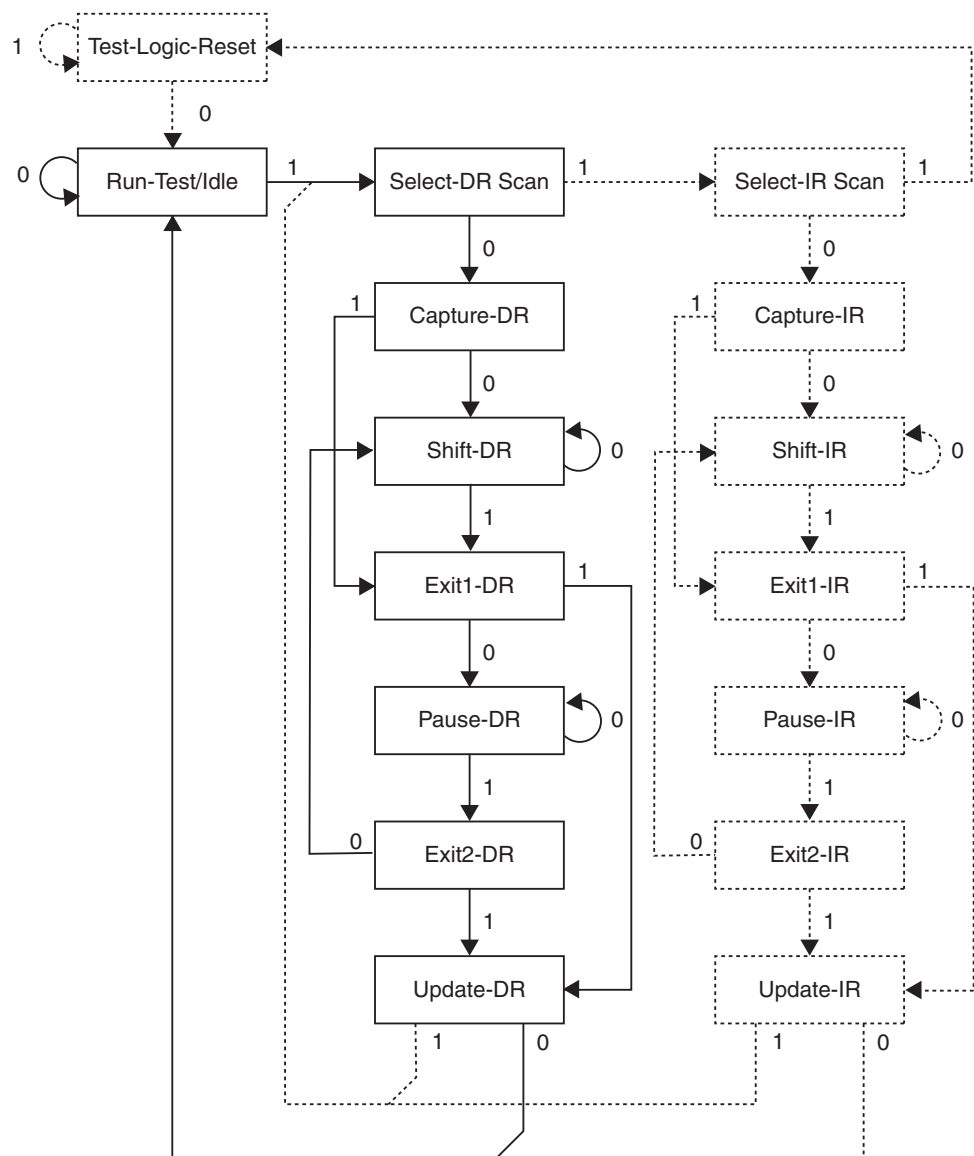 1 Test-Logic-Reset
0
0 Run-Test/Idle 1 Select-DR Scan 1 Select-IR Scan 1
0 0
1 Capture-DR 1 Capture-IR
0 0
Shift-DR 0 Shift-IR 0
1 1
Exit1-DR 1 Exit1-IR 1
0 0
Pause-DR 0 Pause-IR 0
1 1
0 Exit2-DR 0 Exit2-IR
1 1
Update-DR Update-IR
1 0 1 0